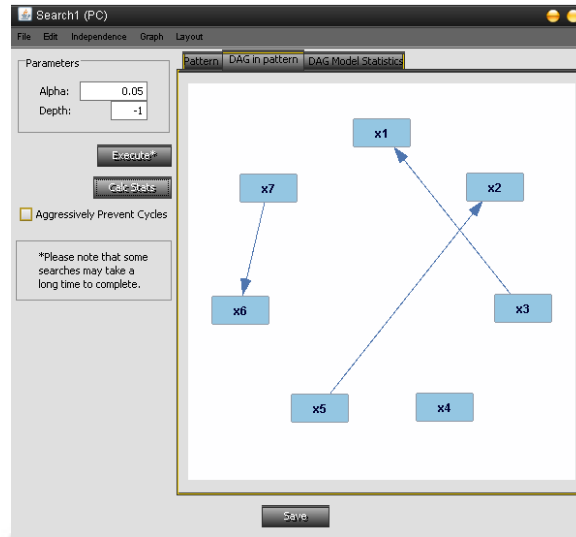 Search1 (PC)
File Edit Independence Graph Layout
Parameters
Alpha: 0.05
Depth: -1
Execute*
Calc Stats
Aggressively Prevent Cycles
*Please note that some
searches may take a
long time to complete.
Pattern DAG in pattern DAG Model Statistics
x1
x2
x7
x6
x3
x5
x4
Save